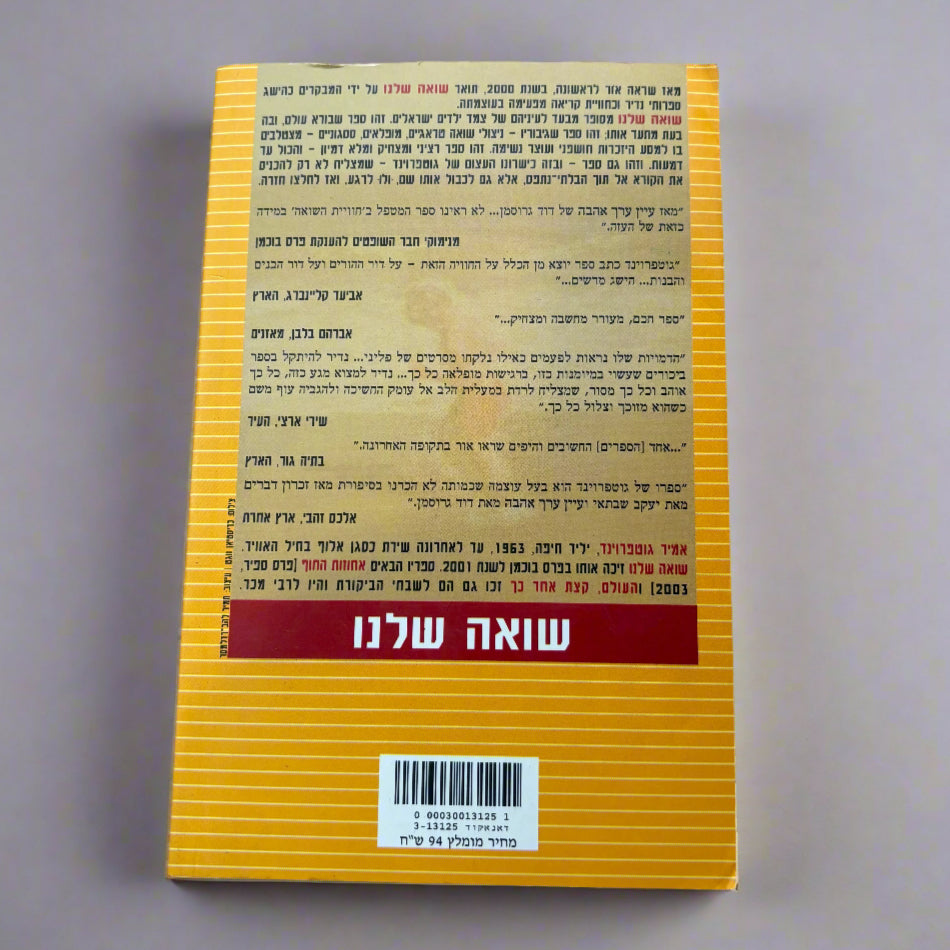 מאז שראה אור לראשונה, בשנת 2000, תואר שואה שלנו על ידי המבקרים כהישג
ספרותי נדיר וכחוויית קריאה מפעימה בעוצמתה.
שואה שלנו מסופר מבעד לעיניהם של צמד ילדים ישראלים. זהו ספר שבורא עולם, ובה
בעת מתעד אותו; זהו ספר שגיבוריו – ניצולי שואה טראגיים, מופלאים, ססגוניים – מצטלבים
בו למסע היזכרות חושפני ועוצר נשימה. זהו ספר רציני ומצחיק ומלא דמיון – והכול עד
דמעות. וזהו גם ספר – ובזה כישרונו העצום של גוטפרוינד – שמצליח לא רק להכניס
את הקורא אל תוך הבלתי־נתפס, אלא גם לכבול אותו שם, ולו לרגע, ואז לחלצו חזרה.
״מאז עיין ערך אהבה של דוד גרוסמן... לא ראינו ספר המטפל ב׳חוויית השואה׳ במידה
כזאת של העזה.״
מנימוקי חבר השופטים להענקת פרס בוכמן
״גוטפרוינד כתב ספר יוצא מן הכלל על החוויה הזאת – על דור ההורים ועל דור הבנים
והבנות... הישג מרשים...״
אביעד קליינברג, הארץ
״ספר חכם, מעורר מחשבה ומצחיק...״
אברהם בלבן, מאזנים
״הדמויות שלו נראות לפעמים כאילו נלקחו מסרטים של פליני... נדיר להיתקל בספר
ביכורים שעשוי במיומנות כזו, ברגישות מופלאה כל כך... נדיר למצוא מגע כזה, כל כך
אוהב וכל כך מסור, שמצליח לרדת במעלית הלב אל עומק החשיכה ולהגביה עוף משם
כשהוא מזוכך וצלול כל כך.״
שירי ארצי, העיר
״...אחד [הספרים] החשובים והיפים שראו אור בתקופה האחרונה.״
בתיה גור, הארץ
״ספרו של גוטפרוינד הוא בעל עוצמה שכמותה לא הכרנו בסיפורת מאז זכרון דברים
מאת יעקב שבתאי ועיין ערך אהבה מאת דוד גרוסמן.״
אלכס זהבי, ארץ אחרת
אמיר גוטפרוינד, יליד חיפה, 1963, עד לאחרונה שירת כסגן אלוף בחיל האוויר.
שואה שלנו זיכה אותו בפרס בוכמן לשנת 2001. ספריו הבאים אחוזות החוף [פרס ספיר,
2003] והעולם, קצת אחר כך זכו גם הם לשבחי הביקורת והיו לרבי מכר.
צילום: כריסטיאן ווגט | עיצוב: תמיר להב־רדלמסר
שואה שלנו
0 00030013125 1
דאנאקוד 3-13125
מחיר מומלץ 94 ש״ח